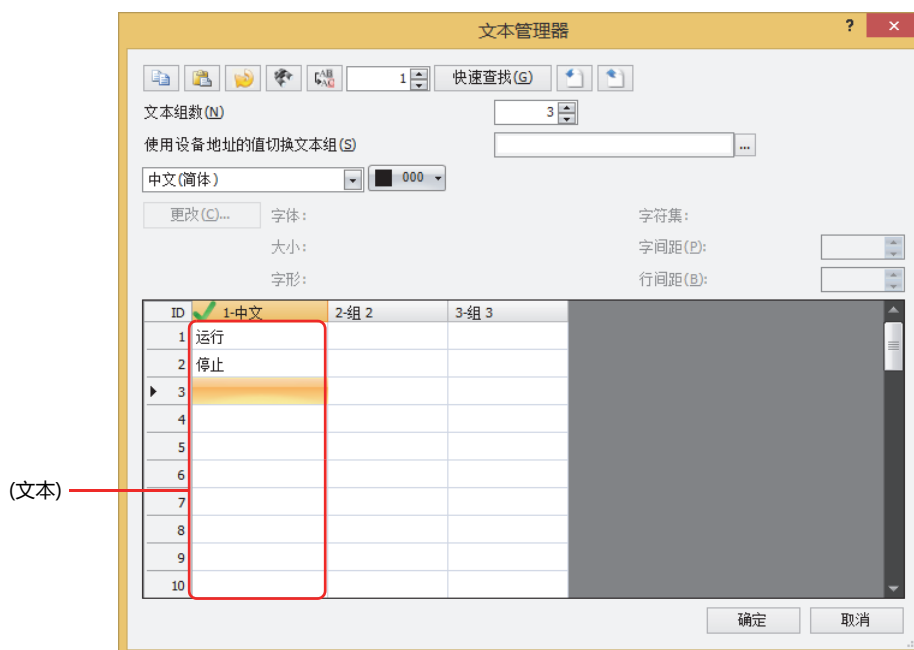 文本管理器 ? ×
1 快速查找(G)
文本组数(N) 3
使用设备地址的值切换文本组(S) ...
中文(简体) 000
更改(C)... 字体: 字符集:
大小: 字间距(P):
字形: 行间距(B):
ID 1-中文 2-组 2 3-组 3
1 运行
2 停止
3
4
5
6
(文本)
7
8
9
10
确定 取消